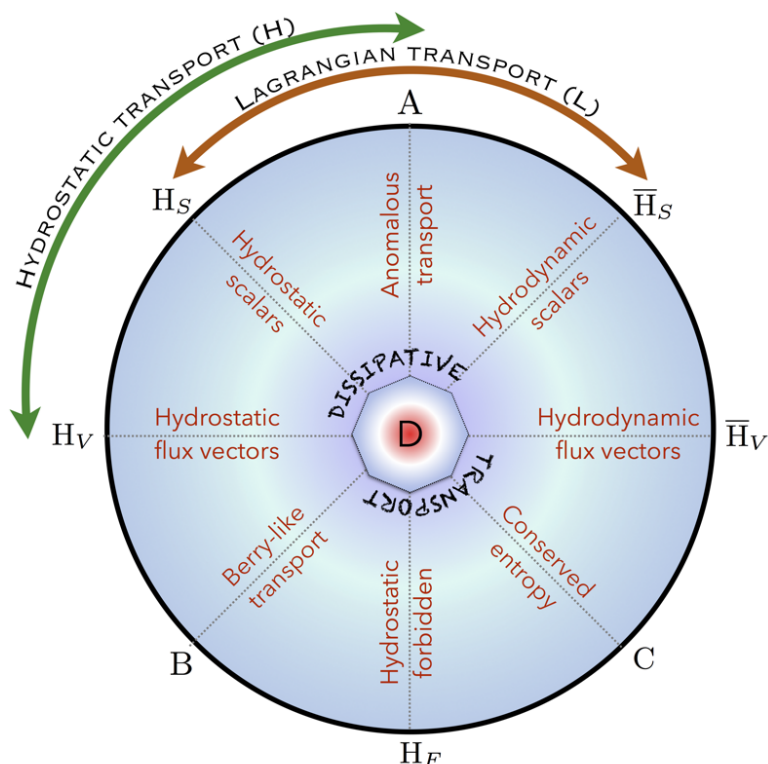 HYDROSTATIC TRANSPORT (H)
LAGRANGIAN TRANSPORT (L)
A
H_S
H̅_S
Anomalous
transport
Hydrostatic
scalars
Hydrodynamic
scalars
DISSIPATIVE
H_V
Hydrostatic
flux vectors
D
Hydrodynamic
flux vectors
H̅_V
TRANSPORT
Berry-like
transport
Hydrostatic
forbidden
Conserved
entropy
B
C
H_F